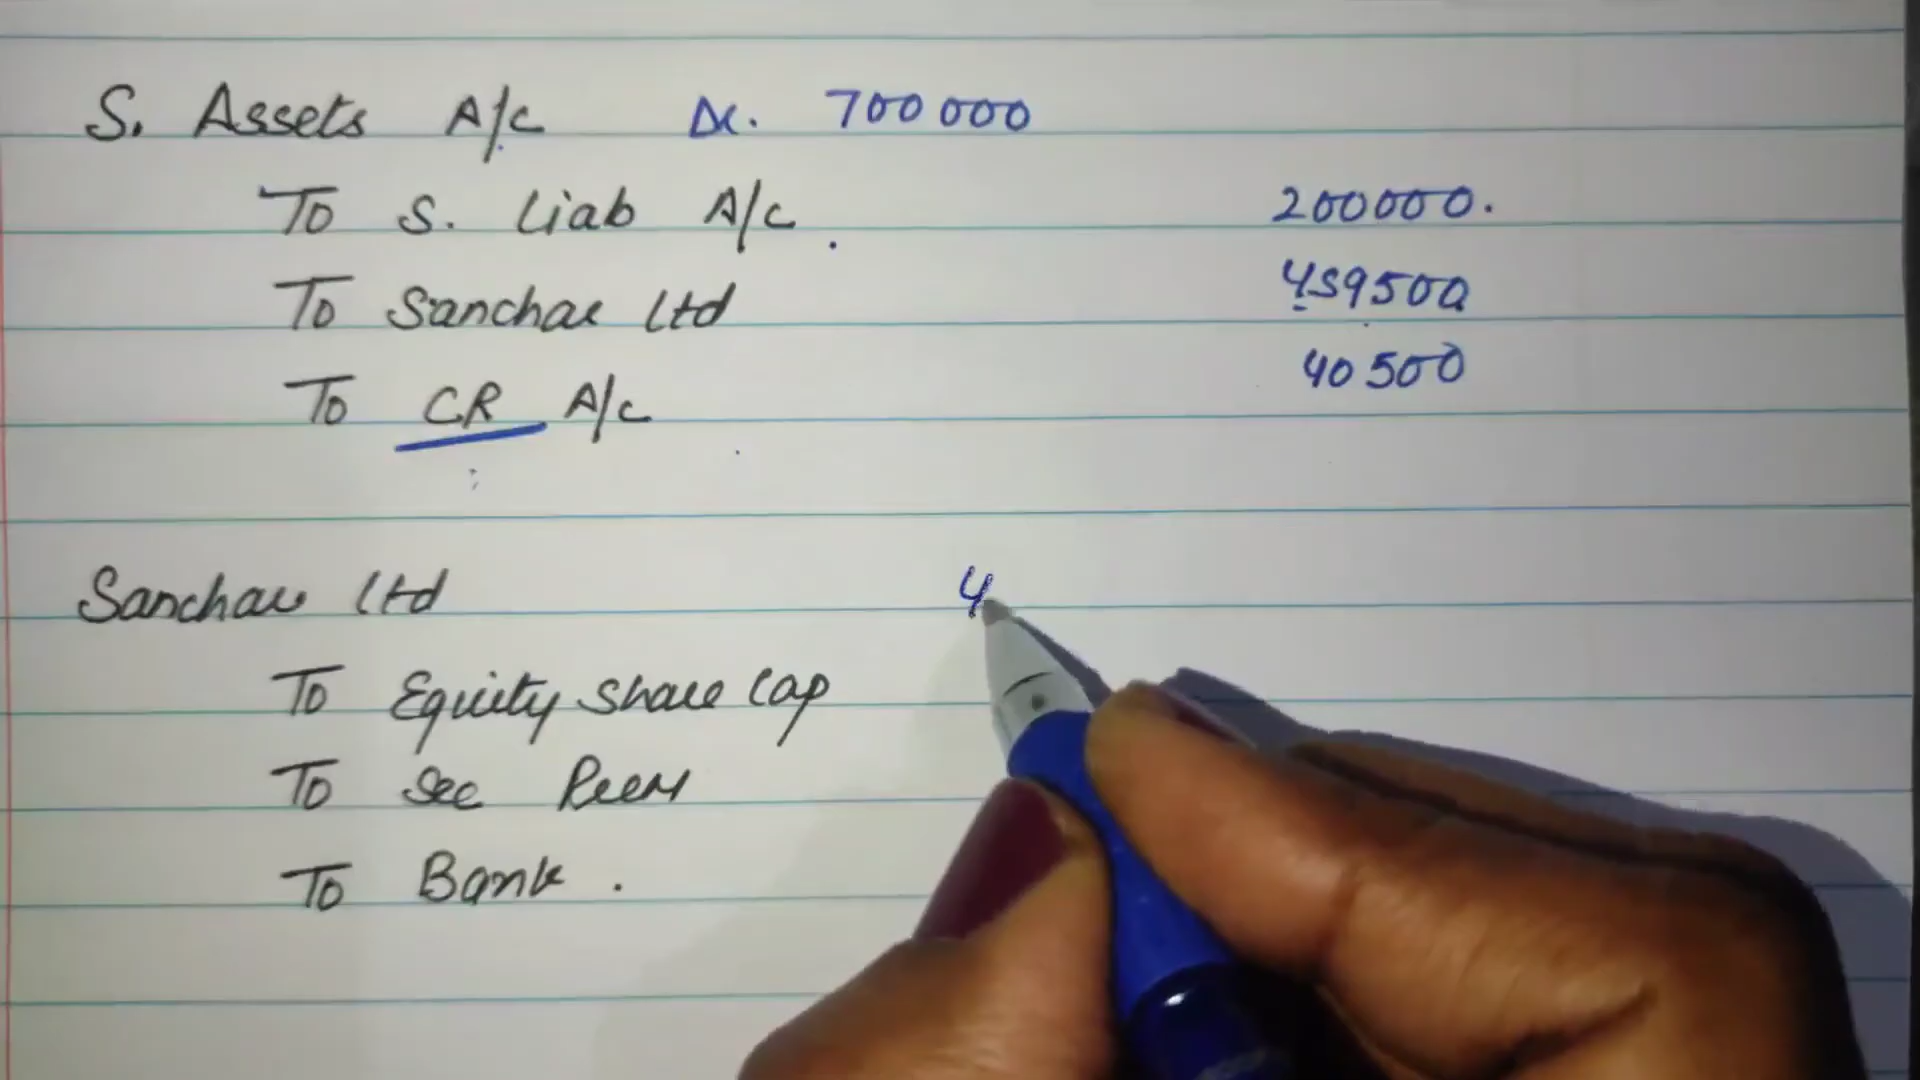 S. Assets A/c Dr. 700000
To S. Liab A/c. 200000.
To Sanchar Ltd 459500
To CR A/c 40500
Sanchar Ltd 4
To Equity Share Cap
To Sec Prem
To Bank.